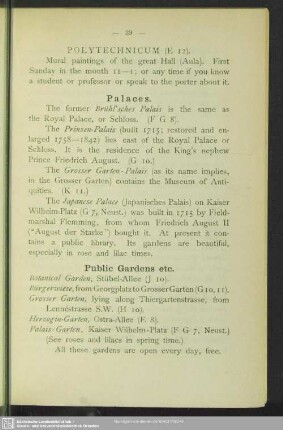 — 29 —
POLYTECHNICUM (E 12).
Mural paintings of the great Hall (Aula). First
Sunday in the month 11—1; or any time if you know
a student or professor or speak to the porter about it.
Palaces.
The former Brühl'sches Palais is the same as
the Royal Palace, or Schloss. (F G 8).
The Prinzen-Palais (built 1715; restored and en-
larged 1758—1842) lies east of the Royal Palace or
Schloss. It is the residence of the King's nephew
Prince Friedrich August. (G 10.)
The Grosser Garten-Palais (as its name implies,
in the Grosser Garten) contains the Museum of Anti-
quities. (K 11.)
The Japanese Palace (Japanisches Palais) on Kaiser
Wilhelm-Platz (G 7, Neust.) was built in 1715 by Field-
marshal Flemming, from whom Friedrich August II
("August der Starke") bought it. At present it con-
tains a public library. Its gardens are beautiful,
especially in rose and lilac times.
Public Gardens etc.
Botanical Garden, Stübel-Allee (J 10).
Bürgerwiese, from Georgplatz to Grosser Garten (G 10, 11).
Grosser Garten, lying along Thiergartenstrasse, from
Lennéstrasse S.W. (H 10).
Herzogin-Garten, Ostra-Allee (E 8).
Palais-Garten, Kaiser Wilhelm-Platz (F G 7, Neust.)
(See roses and lilacs in spring time.)
All these gardens are open every day, free.